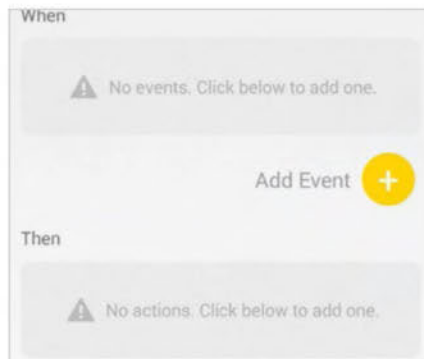 When
No events. Click below to add one.
Add Event
Then
No actions. Click below to add one.